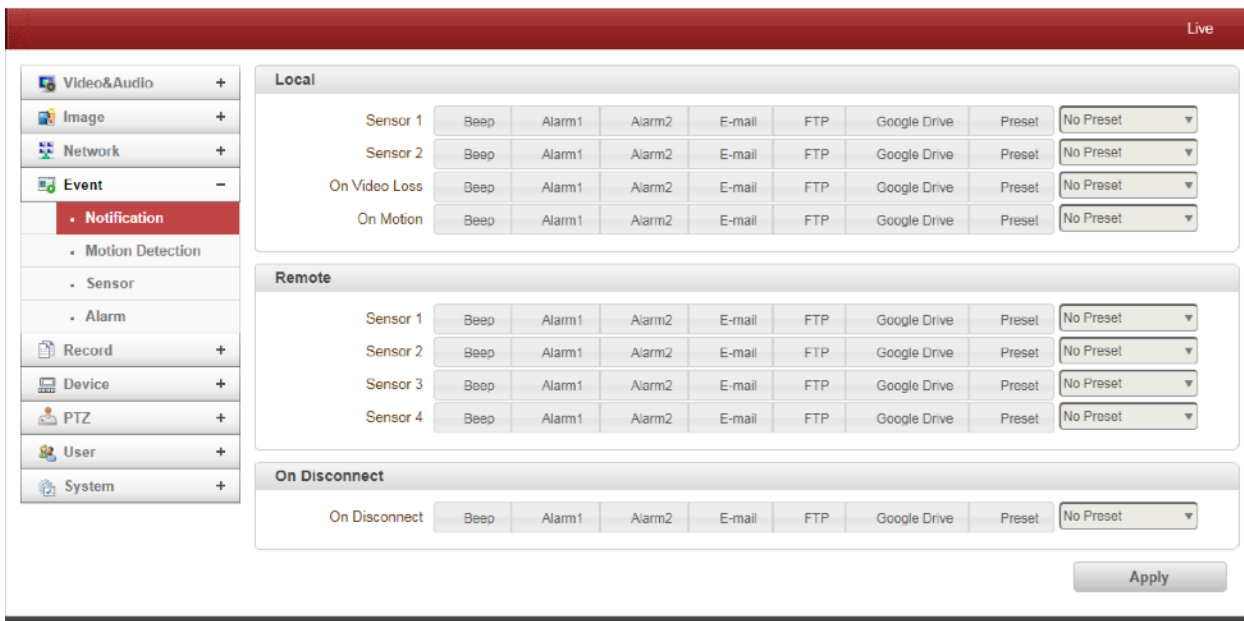 Live
Video&Audio +
Image +
Network +
Event −
Notification
Motion Detection
Sensor
Alarm
Record +
Device +
PTZ +
User +
System +
Local
Sensor 1 Beep Alarm1 Alarm2 E-mail FTP Google Drive Preset No Preset
Sensor 2 Beep Alarm1 Alarm2 E-mail FTP Google Drive Preset No Preset
On Video Loss Beep Alarm1 Alarm2 E-mail FTP Google Drive Preset No Preset
On Motion Beep Alarm1 Alarm2 E-mail FTP Google Drive Preset No Preset
Remote
Sensor 1 Beep Alarm1 Alarm2 E-mail FTP Google Drive Preset No Preset
Sensor 2 Beep Alarm1 Alarm2 E-mail FTP Google Drive Preset No Preset
Sensor 3 Beep Alarm1 Alarm2 E-mail FTP Google Drive Preset No Preset
Sensor 4 Beep Alarm1 Alarm2 E-mail FTP Google Drive Preset No Preset
On Disconnect
On Disconnect Beep Alarm1 Alarm2 E-mail FTP Google Drive Preset No Preset
Apply